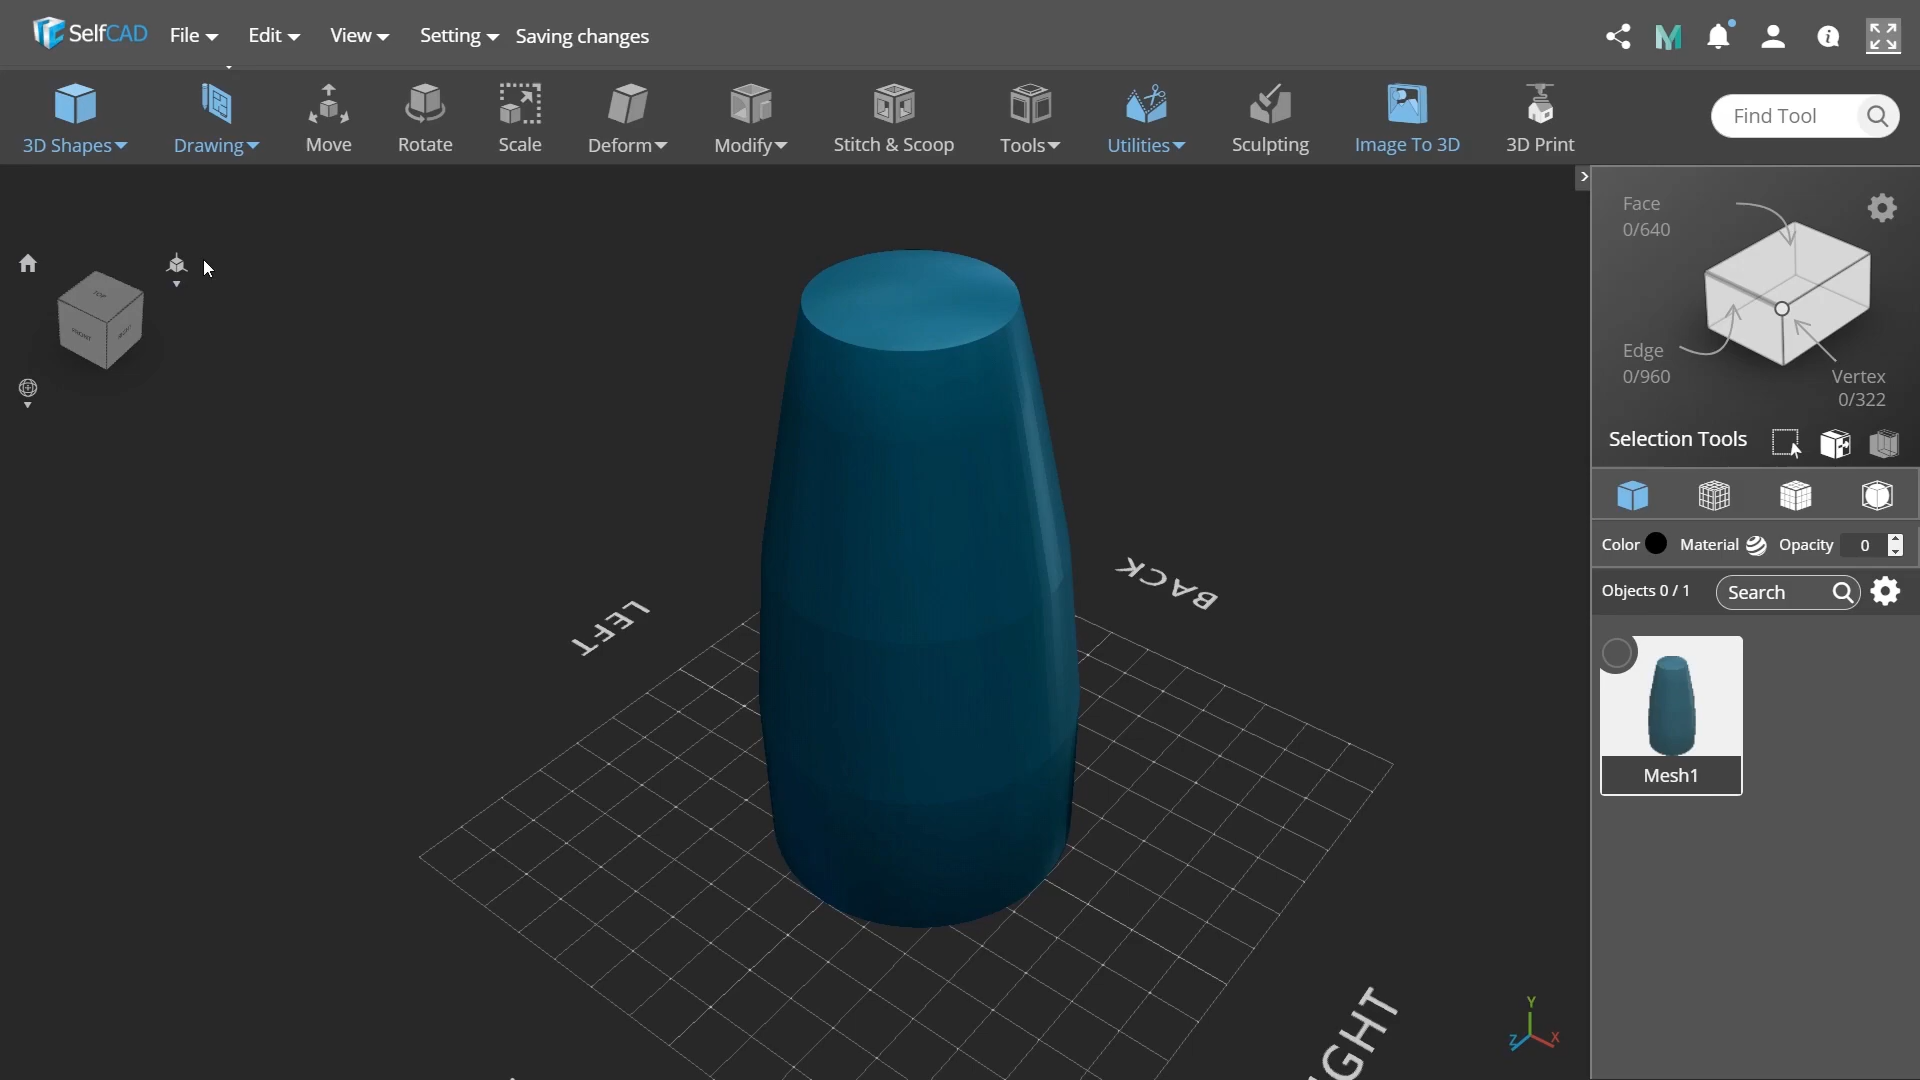 SelfCAD File Edit View Setting Saving changes
3D Shapes Drawing Move Rotate Scale Deform Modify Stitch & Scoop Tools Utilities Sculpting Image To 3D 3D Print Find Tool
Face
0/640
Edge
0/960
Vertex
0/322
Selection Tools
Color Material Opacity 0
Objects 0 / 1 Search
Mesh1
TOP
LEFT
BACK
IGHT
Y
Z X